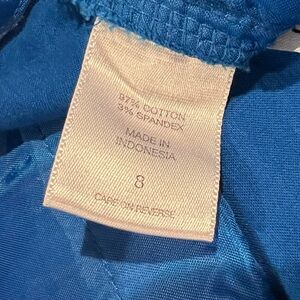 97% COTTON
3% SPANDEX
MADE IN
INDONESIA
8
CARE ON REVERSE